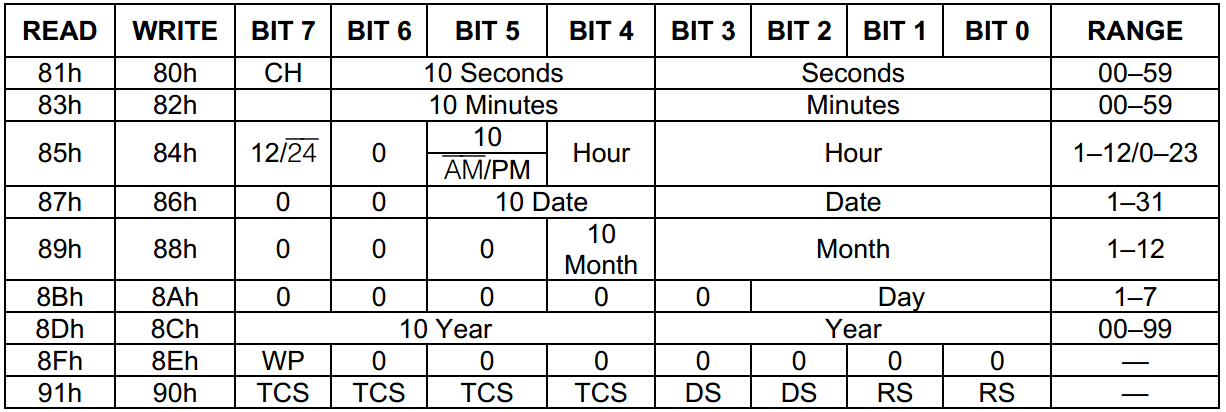 READ WRITE BIT 7 BIT 6 BIT 5 BIT 4 BIT 3 BIT 2 BIT 1 BIT 0 RANGE
81h 80h CH 10 Seconds Seconds 00–59
83h 82h 10 Minutes Minutes 00–59
85h 84h 12/2̅4̅ 0 10 Hour Hour 1–12/0–23
A̅M̅/PM
87h 86h 0 0 10 Date Date 1–31
89h 88h 0 0 0 10 Month Month 1–12
8Bh 8Ah 0 0 0 0 0 Day 1–7
8Dh 8Ch 10 Year Year 00–99
8Fh 8Eh WP 0 0 0 0 0 0 0 —
91h 90h TCS TCS TCS TCS DS DS RS RS —